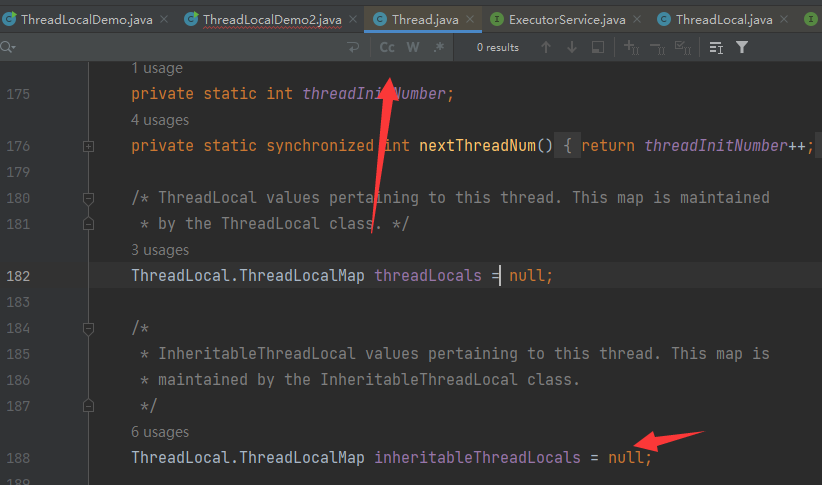 ThreadLocalDemo.java × ThreadLocalDemo2.java × Thread.java × ExecutorService.java × ThreadLocal.java ×
Cc W .* 0 results
1 usage
175 private static int threadInitNumber;
4 usages
176 private static synchronized int nextThreadNum() { return threadInitNumber++;
179
180 /* ThreadLocal values pertaining to this thread. This map is maintained
181 * by the ThreadLocal class. */
3 usages
182 ThreadLocal.ThreadLocalMap threadLocals = null;
183
184 /*
185 * InheritableThreadLocal values pertaining to this thread. This map is
186 * maintained by the InheritableThreadLocal class.
187 */
6 usages
188 ThreadLocal.ThreadLocalMap inheritableThreadLocals = null;
189